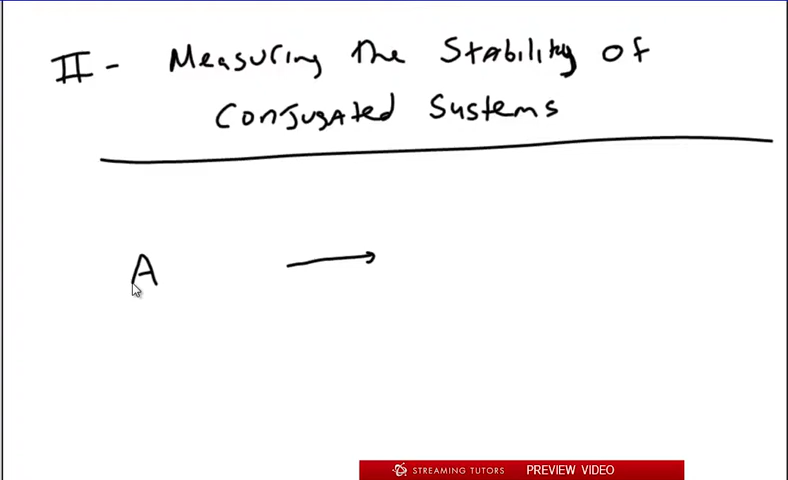 II - Measuring the Stability of
Conjugated Systems
A →
STREAMING TUTORS PREVIEW VIDEO